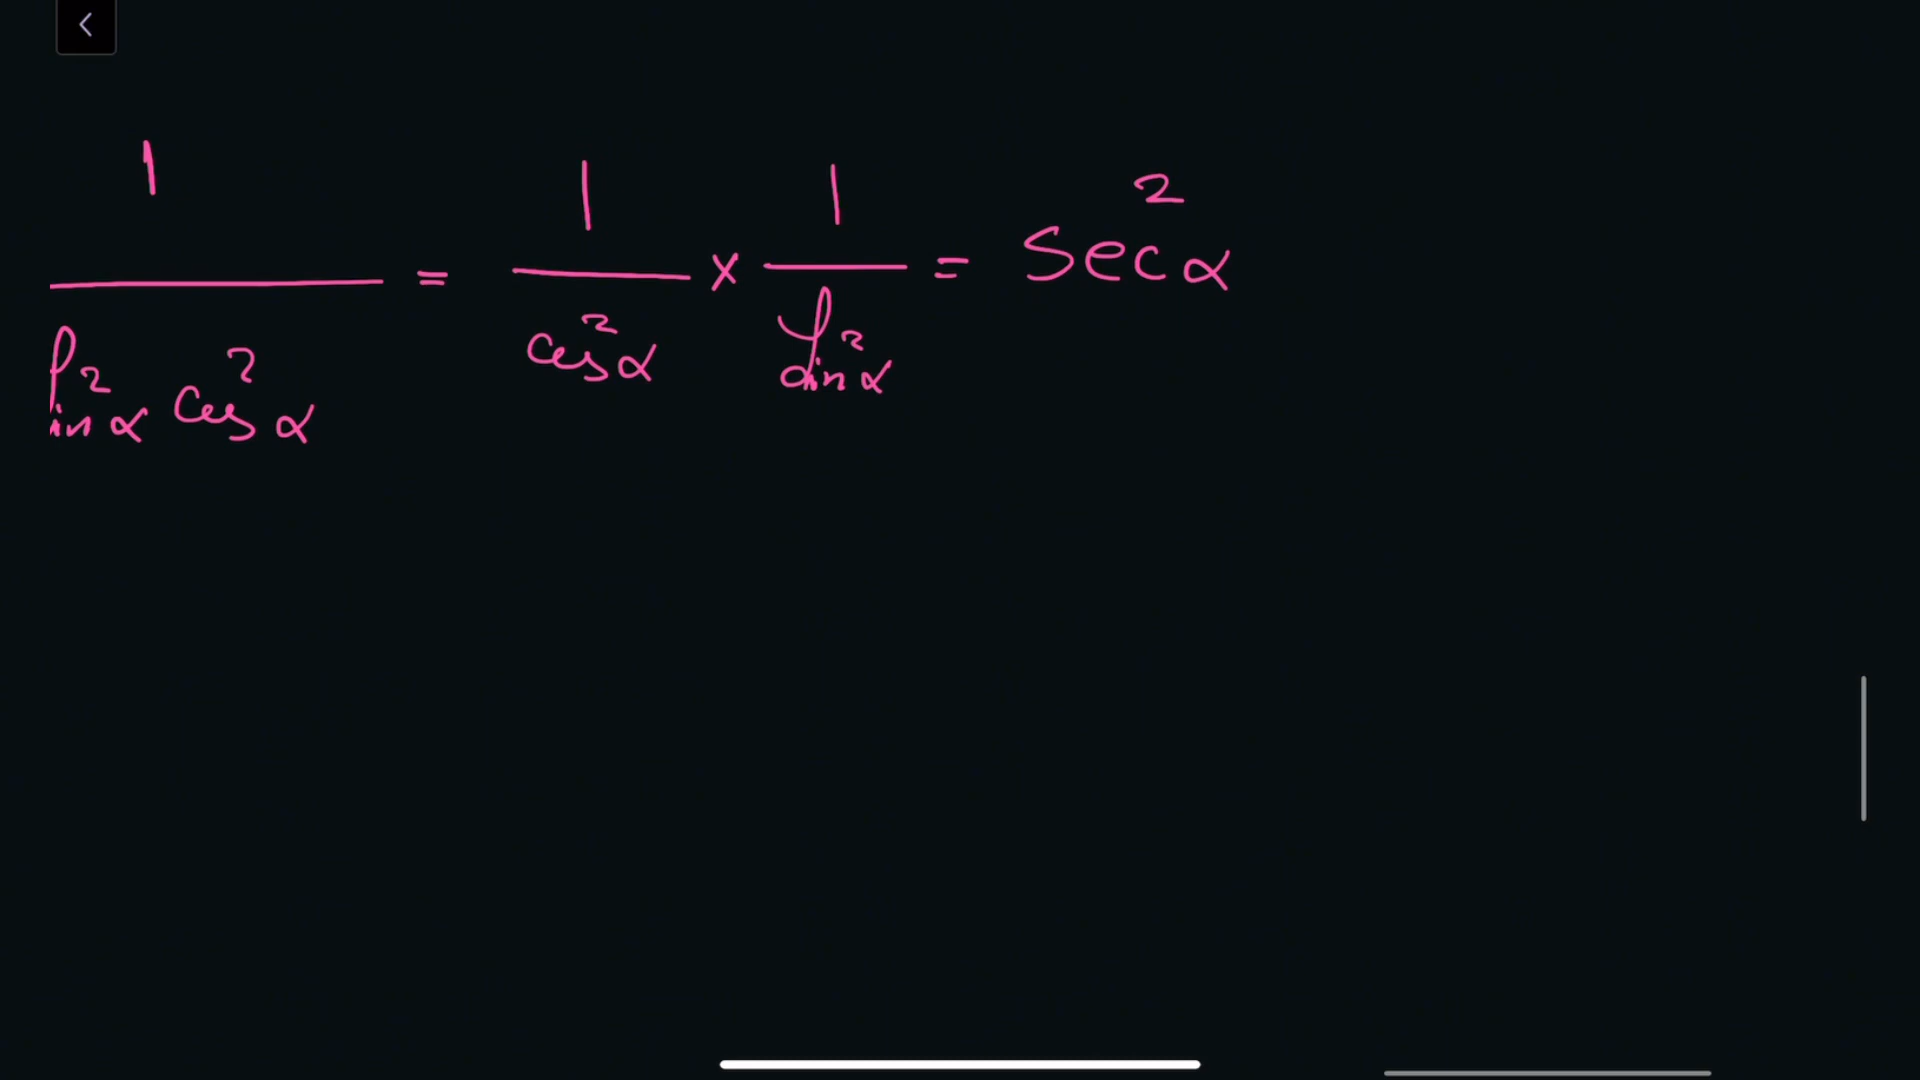 1/(sin²α cos²α) = 1/cos²α × 1/sin²α = Sec²α